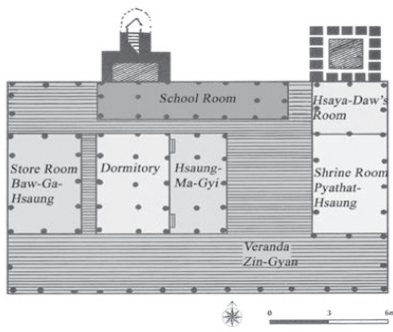 School Room
Hsaya-Daw's
Room
Store Room
Baw-Ga-
Hsaung
Dormitory
Hsaung-
Ma-Gyi
Shrine Room
Pyathat-
Hsaung
Veranda
Zin-Gyan
0 3 6m